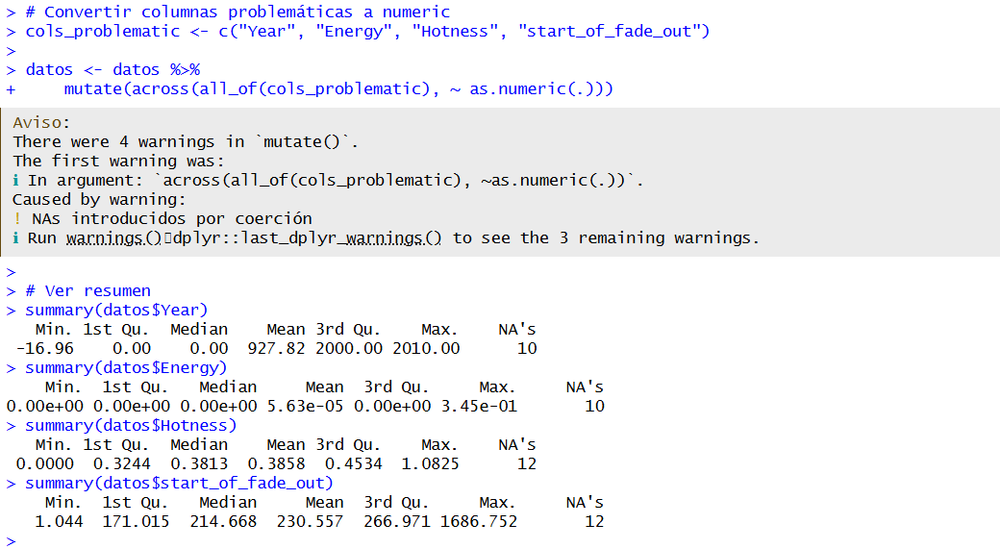 > # Convertir columnas problemáticas a numeric
> cols_problematic <- c("Year", "Energy", "Hotness", "start_of_fade_out")
>
> datos <- datos %>%
+     mutate(across(all_of(cols_problematic), ~ as.numeric(.)))
Aviso:
There were 4 warnings in `mutate()`.
The first warning was:
ℹ In argument: `across(all_of(cols_problematic), ~as.numeric(.))`.
Caused by warning:
! NAs introducidos por coerción
ℹ Run warnings()▯dplyr::last_dplyr_warnings() to see the 3 remaining warnings.
>
> # Ver resumen
> summary(datos$Year)
   Min. 1st Qu.  Median    Mean 3rd Qu.    Max.    NA's
 -16.96    0.00    0.00  927.82 2000.00 2010.00      10
> summary(datos$Energy)
    Min.  1st Qu.   Median     Mean  3rd Qu.     Max.     NA's
0.00e+00 0.00e+00 0.00e+00 5.63e-05 0.00e+00 3.45e-01       10
> summary(datos$Hotness)
   Min. 1st Qu.  Median    Mean 3rd Qu.    Max.    NA's
 0.0000  0.3244  0.3813  0.3858  0.4534  1.0825      12
> summary(datos$start_of_fade_out)
    Min.  1st Qu.   Median     Mean  3rd Qu.     Max.     NA's
   1.044  171.015  214.668  230.557  266.971 1686.752       12
>